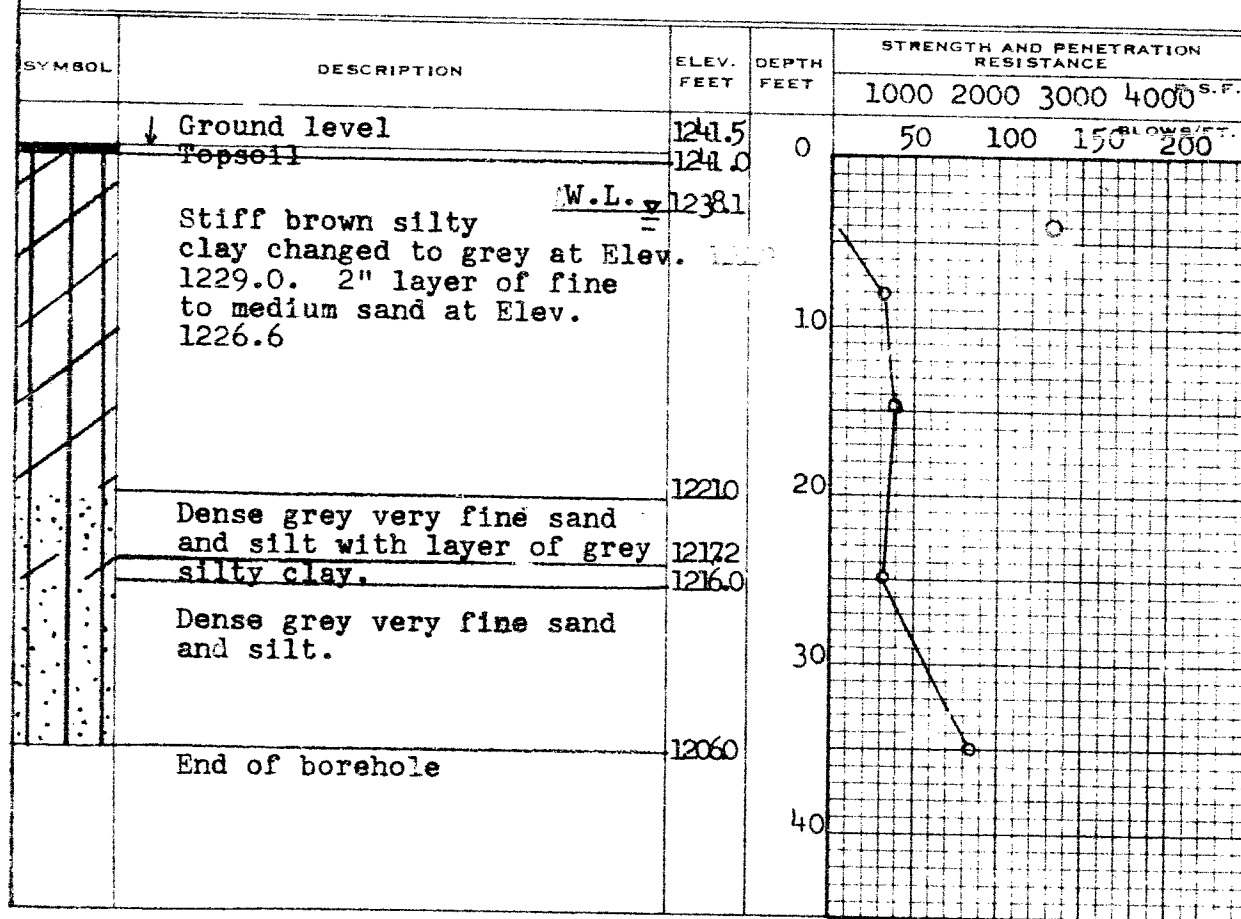 SYMBOL
DESCRIPTION
ELEV. FEET
DEPTH FEET
STRENGTH AND PENETRATION RESISTANCE
1000 2000 3000 4000 P.S.F.
50 100 150 200 BLOWS/FT.
Ground level 1241.5
Topsoil 1241.0
W.L. 1238.1
Stiff brown silty
clay changed to grey at Elev.
1229.0. 2" layer of fine
to medium sand at Elev.
1226.6
1221.0
Dense grey very fine sand
and silt with layer of grey 1217.2
silty clay. 1216.0
Dense grey very fine sand
and silt.
1206.0
End of borehole
0
10
20
30
40